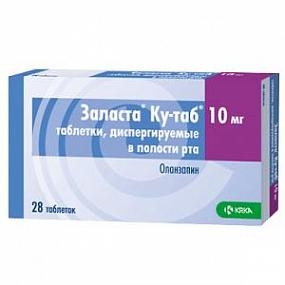 Заласта® Ку-таб® 10 мг
таблетки, диспергируемые
в полости рта
Оланзапин
28 таблеток
KRKA